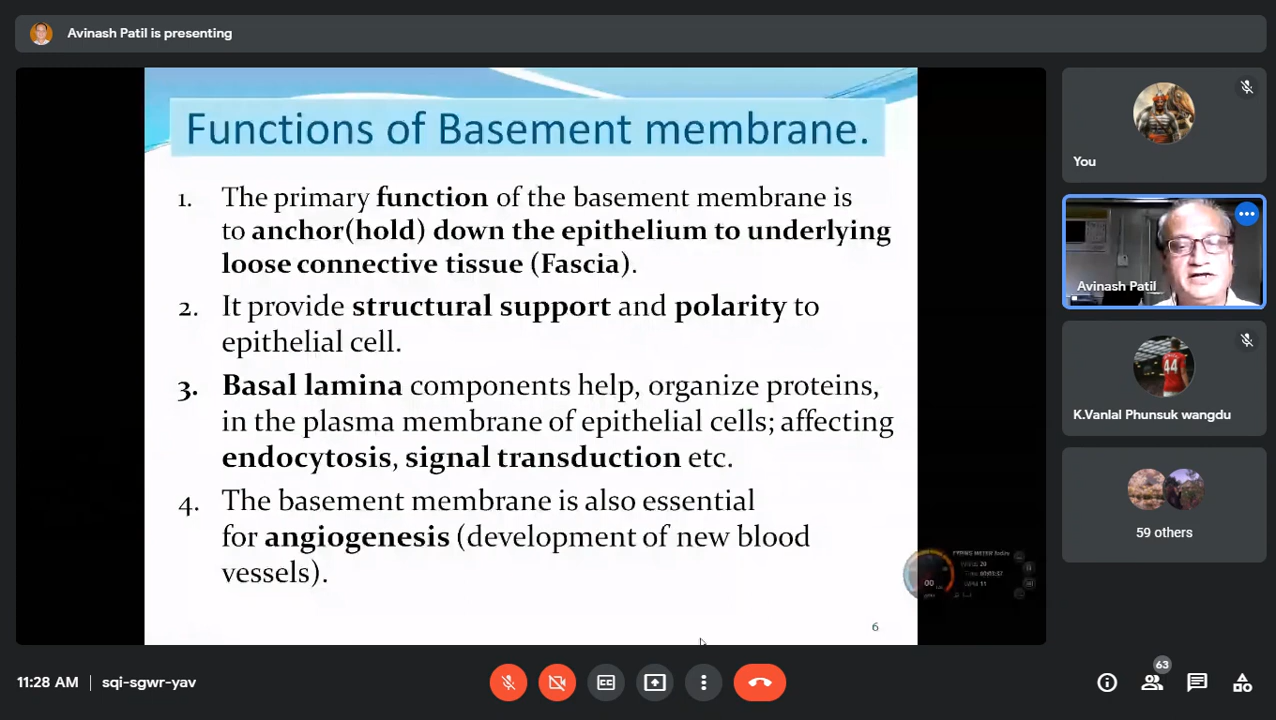 Avinash Patil is presenting
Functions of Basement membrane.
1. The primary function of the basement membrane is
to anchor(hold) down the epithelium to underlying
loose connective tissue (Fascia).
2. It provide structural support and polarity to
epithelial cell.
3. Basal lamina components help, organize proteins,
in the plasma membrane of epithelial cells; affecting
endocytosis, signal transduction etc.
4. The basement membrane is also essential
for angiogenesis (development of new blood
vessels).
6
You
Avinash Patil
44
K.Vanlal Phunsuk wangdu
59 others
11:28 AM | sqi-sgwr-yav
CC
63